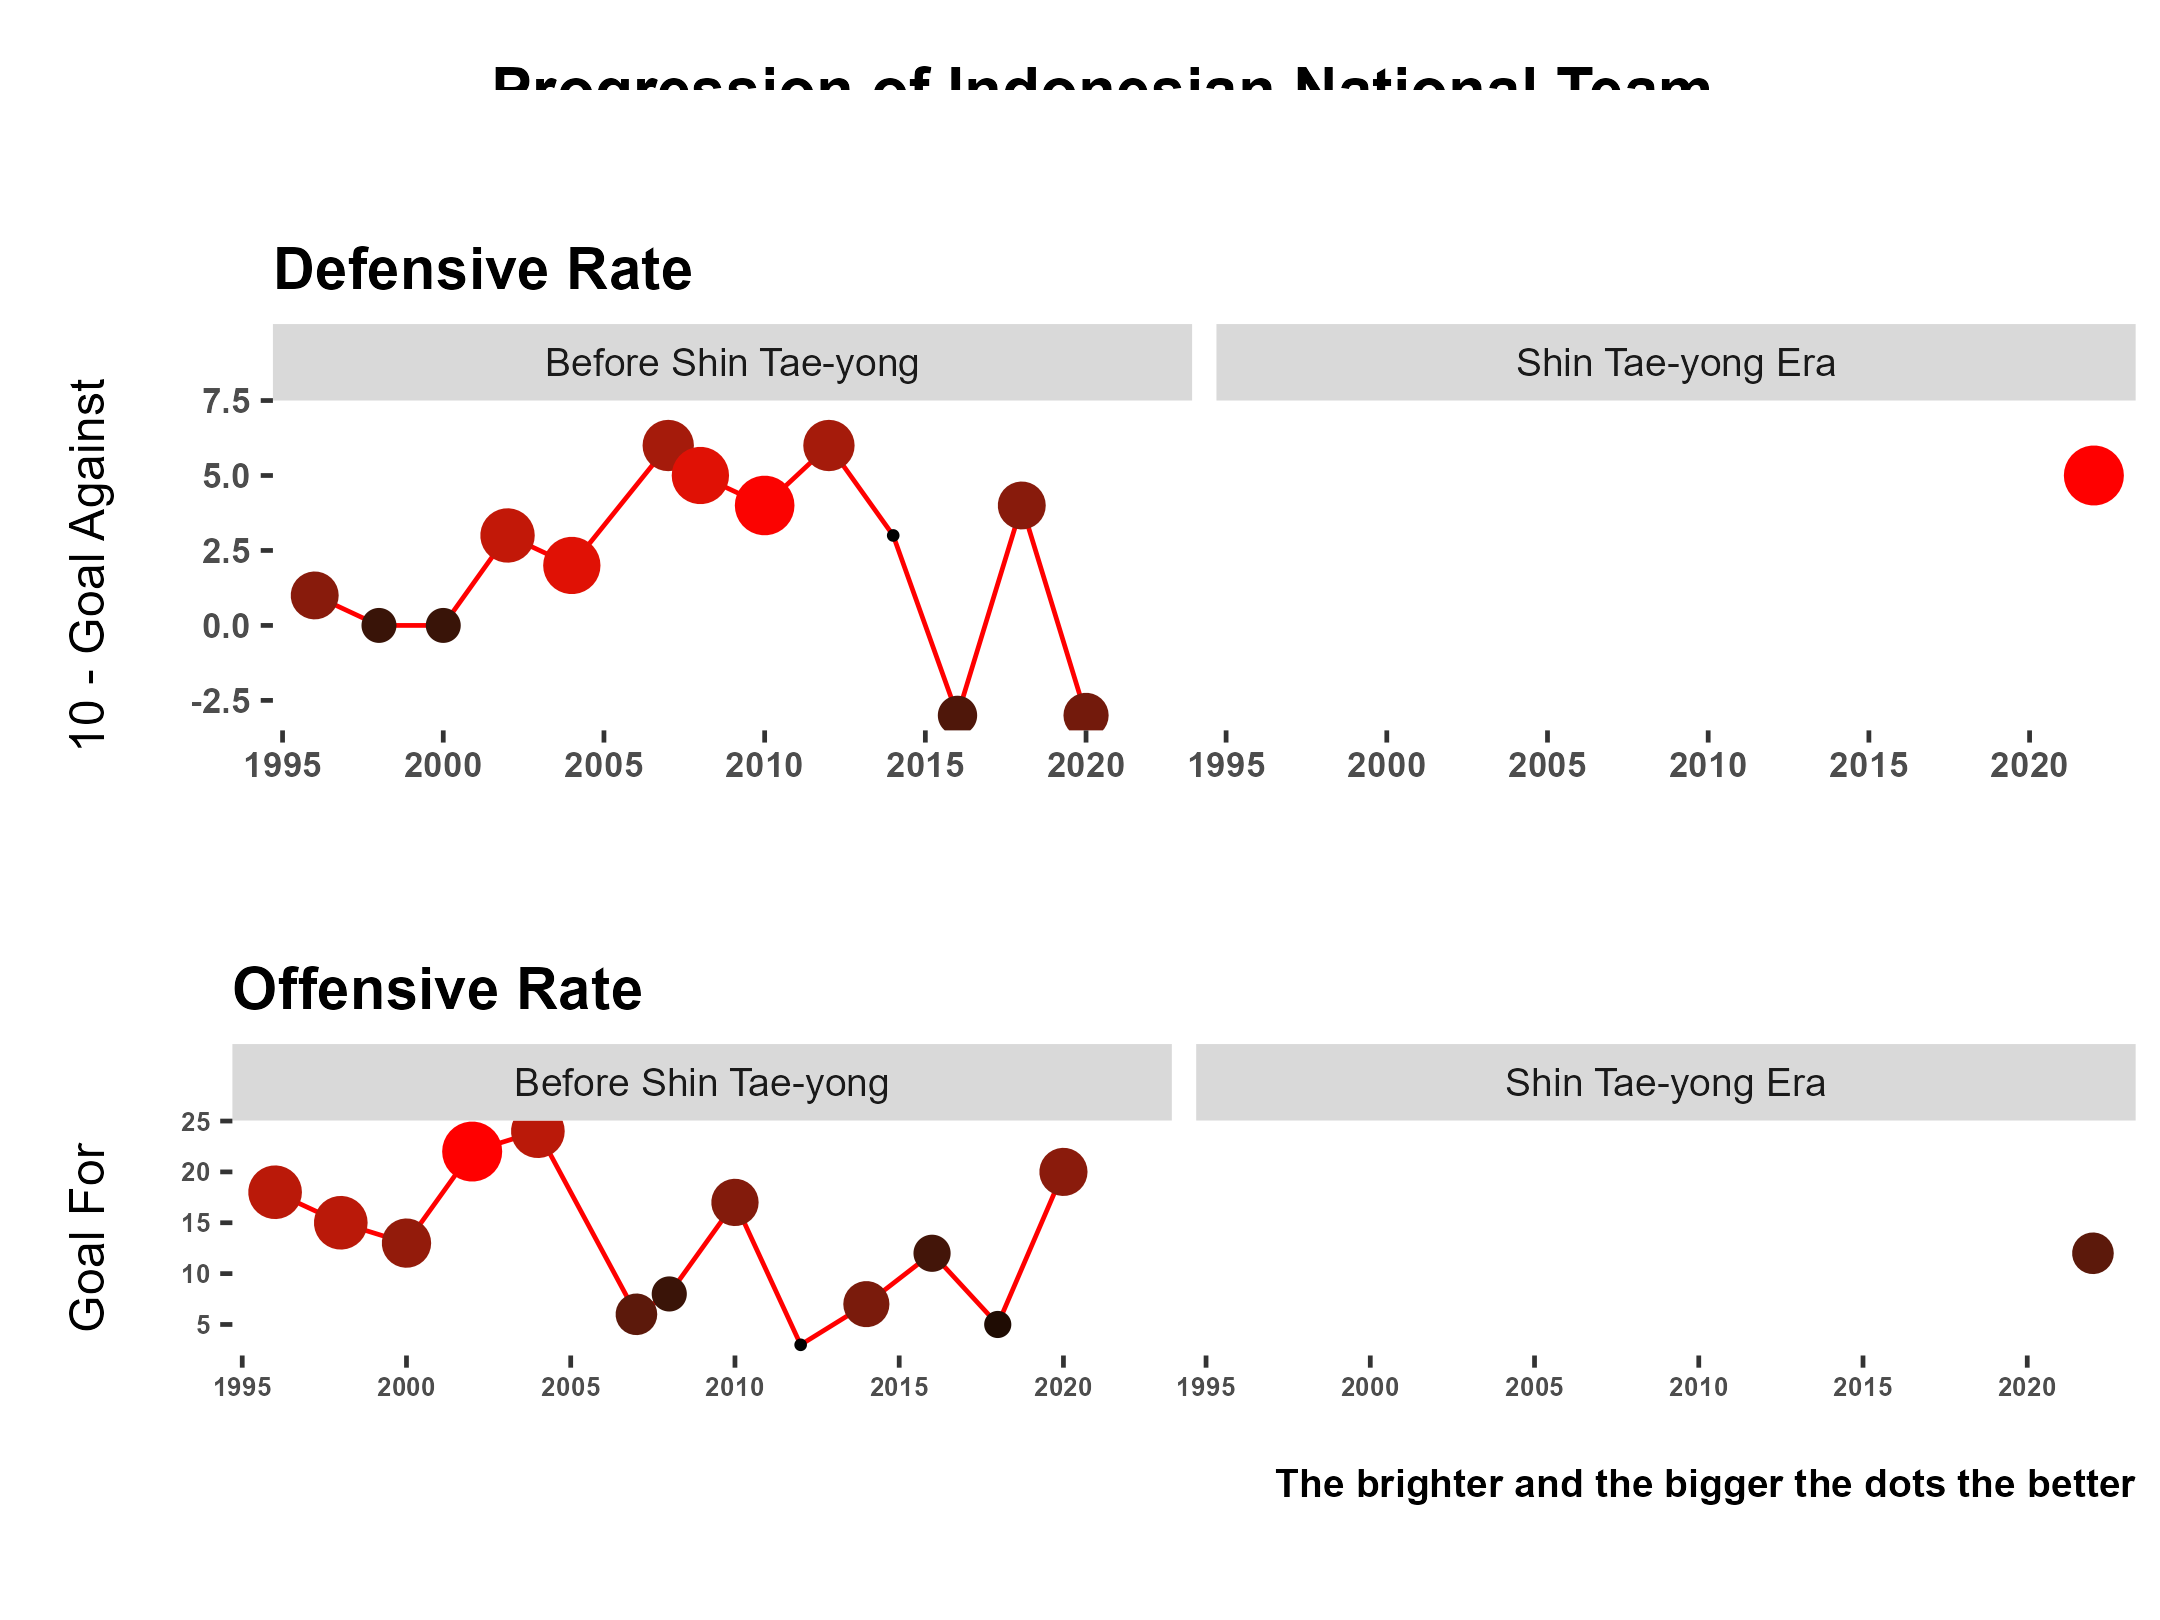 Progression of Indonesian National Team
Defensive Rate
Before Shin Tae-yong
Shin Tae-yong Era
10 - Goal Against
7.5
5.0
2.5
0.0
-2.5
1995 2000 2005 2010 2015 2020 1995 2000 2005 2010 2015 2020
Offensive Rate
Before Shin Tae-yong
Shin Tae-yong Era
Goal For
25
20
15
10
5
1995 2000 2005 2010 2015 2020 1995 2000 2005 2010 2015 2020
The brighter and the bigger the dots the better